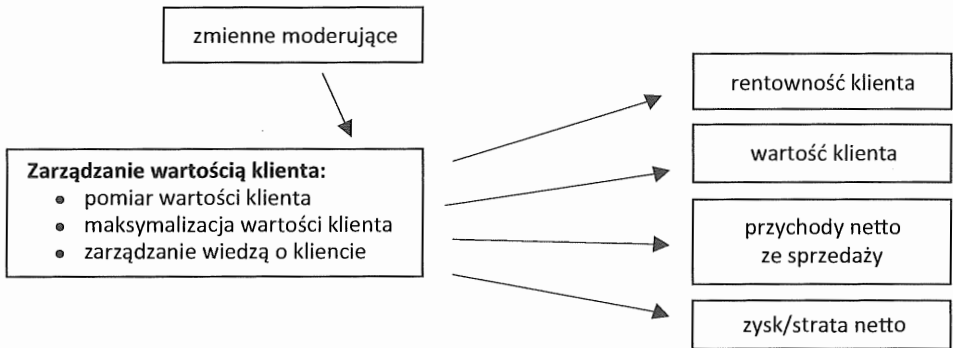 zmienne moderujące
Zarządzanie wartością klienta:
• pomiar wartości klienta
• maksymalizacja wartości klienta
• zarządzanie wiedzą o kliencie
rentowność klienta
wartość klienta
przychody netto
ze sprzedaży
zysk/strata netto